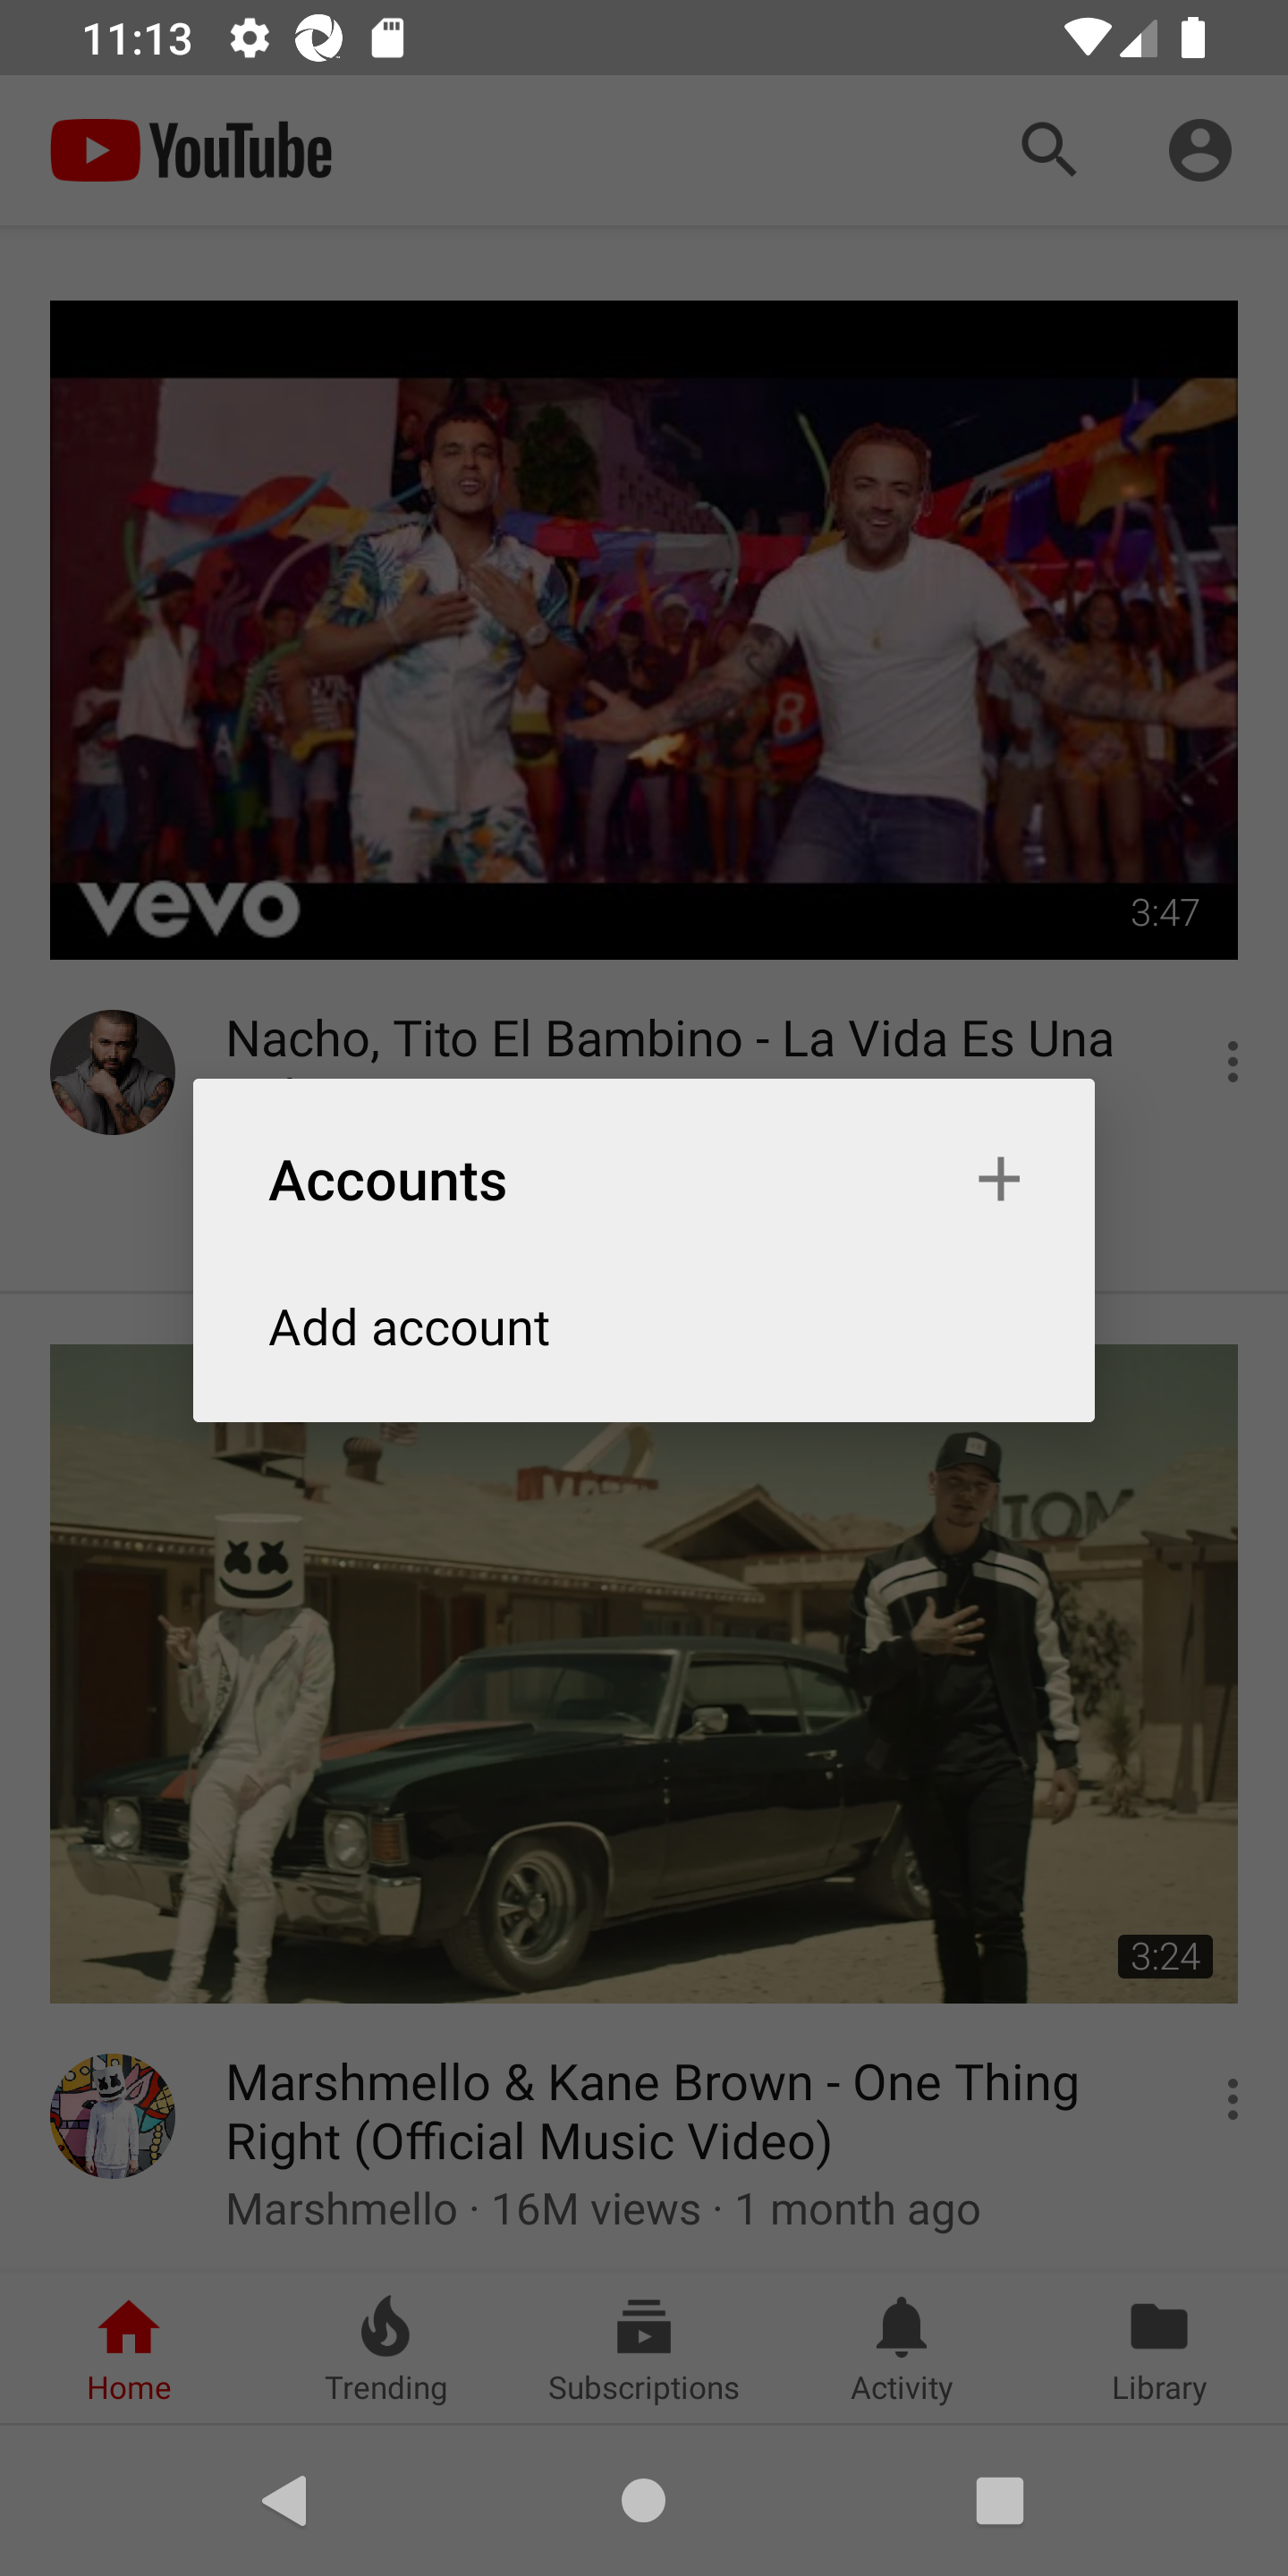 11:13
YouTube
vevo
3:47
Nacho, Tito El Bambino - La Vida Es Una
Accounts
Add account
MOTEL
TOM
3:24
Marshmello & Kane Brown - One Thing
Right (Official Music Video)
Marshmello · 16M views · 1 month ago
Home
Trending
Subscriptions
Activity
Library